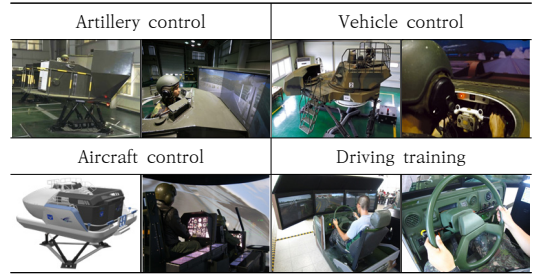 Artillery control
Vehicle control
Aircraft control
Driving training